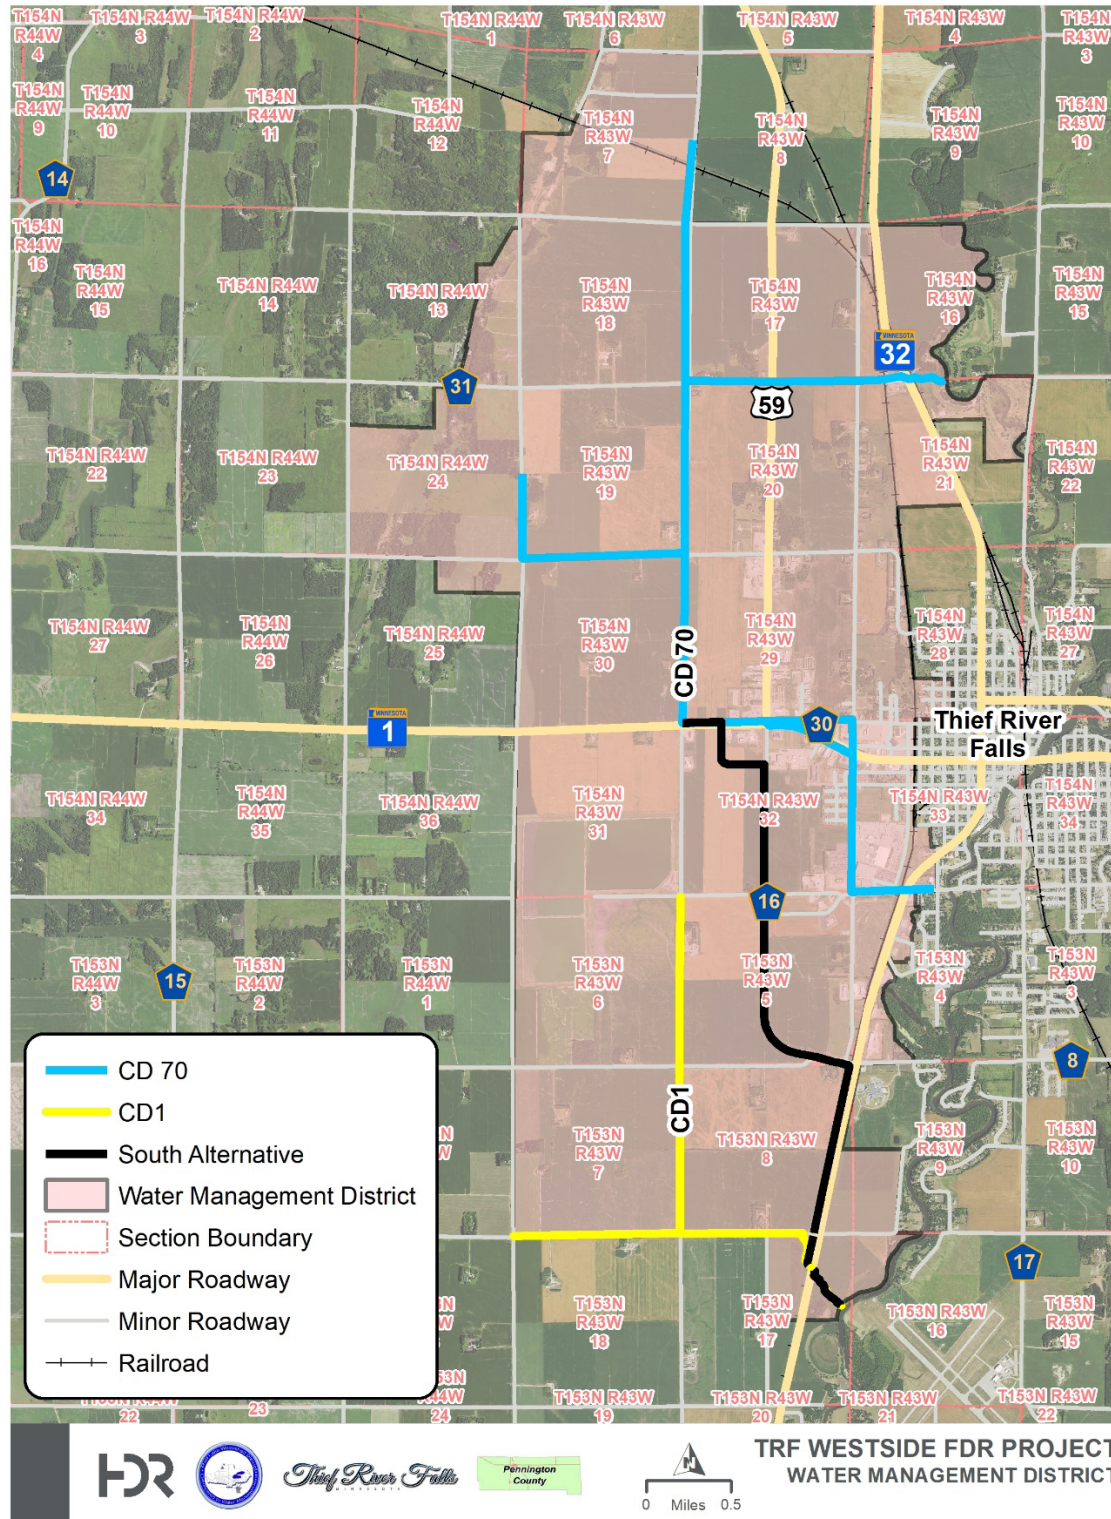 T154N R44W 4
T154N R44W 3
T154N R44W 2
T154N R44W 1
T154N R43W 6
T154N R43W 5
T154N R43W 4
T154N R43W 3
T154N R44W 9
T154N R44W 10
T154N R44W 11
T154N R44W 12
T154N R43W 7
T154N R43W 8
T154N R43W 9
T154N R43W 10
14
T154N R44W 16
T154N R44W 15
T154N R44W 14
T154N R44W 13
T154N R43W 18
T154N R43W 17
T154N R43W 16
T154N R43W 15
MINNESOTA
32
31
59
T154N R44W 22
T154N R44W 23
T154N R44W 24
T154N R43W 19
T154N R43W 20
T154N R43W 21
T154N R43W 22
T154N R44W 27
T154N R44W 26
T154N R44W 25
T154N R43W 30
CD 70
T154N R43W 29
T154N R43W 28
T154N R43W 27
MINNESOTA
1
30
Thief River
Falls
T154N R44W 34
T154N R44W 35
T154N R44W 36
T154N R43W 31
T154N R43W 32
T154N R43W 33
T154N R43W 34
16
T153N R44W 3
15
T153N R44W 2
T153N R44W 1
T153N R43W 6
T153N R43W 5
T153N R43W 4
T153N R43W 3
8
CD1
T153N R43W 7
T153N R43W 8
T153N R43W 9
T153N R43W 10
17
T153N R43W 18
T153N R43W 17
T153N R43W 16
T153N R43W 15
22
23
24
T153N R43W 19
T153N R43W 20
T153N R43W 21
T153N R43W 22
CD 70
CD1
South Alternative
Water Management District
Section Boundary
Major Roadway
Minor Roadway
Railroad
HDR
Thief River Falls
MINNESOTA
Pennington
County
N
0 Miles 0.5
TRF WESTSIDE FDR PROJECT
WATER MANAGEMENT DISTRICT